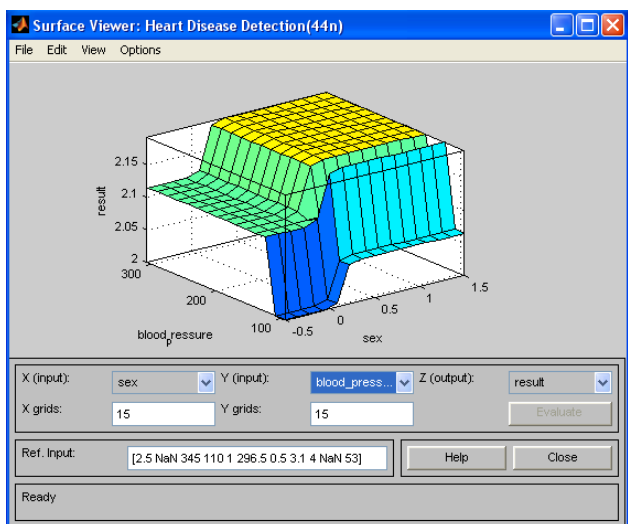 Surface Viewer: Heart Disease Detection(44n)
File Edit View Options
2.15
2.1
2.05
2
result
300
200
100
blood_pressure
-0.5
0
0.5
1
1.5
sex
X (input): sex Y (input): blood_press... Z (output): result
X grids: 15 Y grids: 15 Evaluate
Ref. Input: [2.5 NaN 345 110 1 296.5 0.5 3.1 4 NaN 53] Help Close
Ready